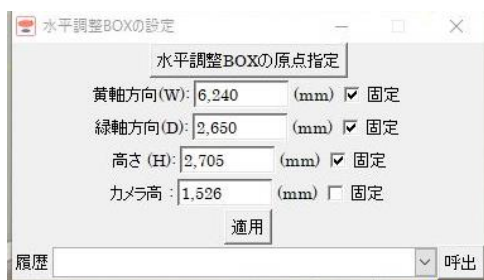 水平調整BOXの設定
水平調整BOXの原点指定
黄軸方向(W): 6,240 (mm) 固定
緑軸方向(D): 2,650 (mm) 固定
高さ (H): 2,705 (mm) 固定
カメラ高 : 1,526 (mm) 固定
適用
履歴 呼出